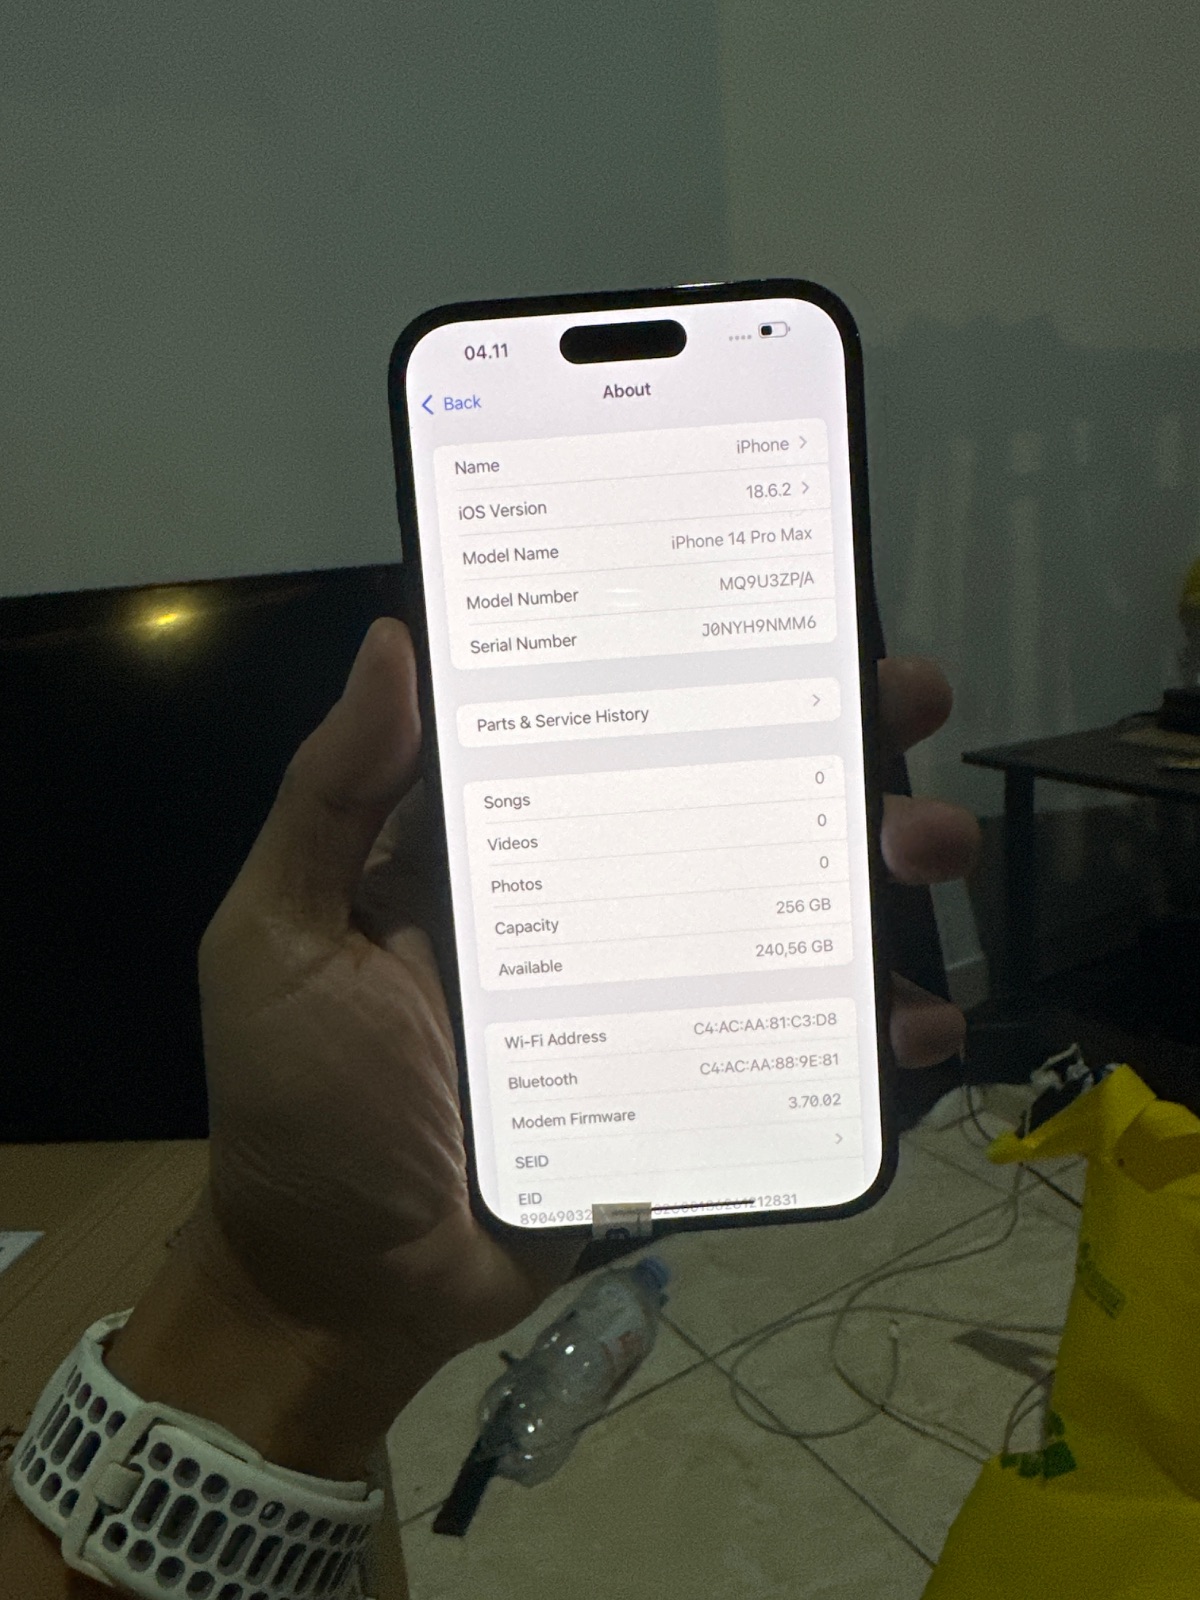 04.11
Back
About
Name iPhone
iOS Version 18.6.2
Model Name iPhone 14 Pro Max
Model Number MQ9U3ZP/A
Serial Number J0NYH9NMM6
Parts & Service History
Songs 0
Videos 0
Photos 0
Capacity 256 GB
Available 240,56 GB
Wi-Fi Address C4:AC:AA:81:C3:D8
Bluetooth C4:AC:AA:88:9E:81
Modem Firmware 3.70.02
SEID
EID